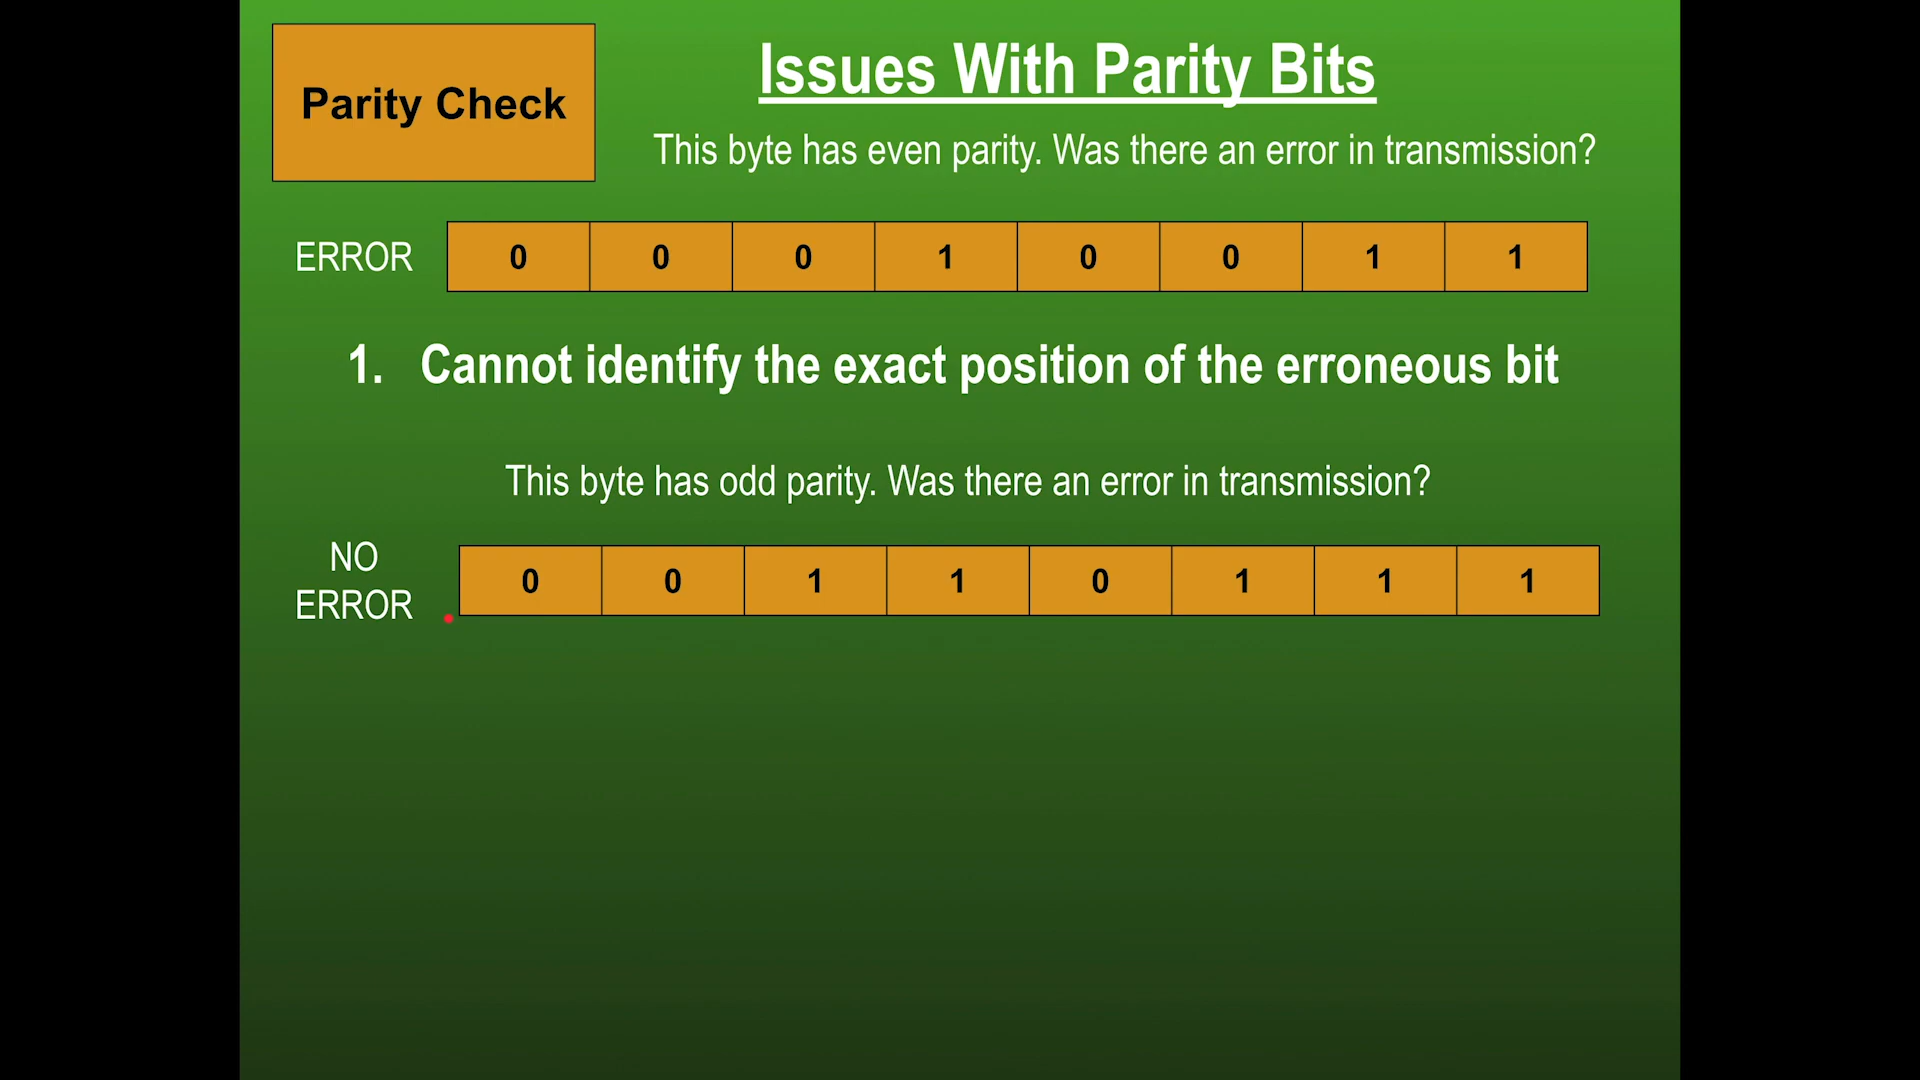 Parity Check
Issues With Parity Bits
This byte has even parity. Was there an error in transmission?
ERROR 0 0 0 1 0 0 1 1
1. Cannot identify the exact position of the erroneous bit
This byte has odd parity. Was there an error in transmission?
NO
ERROR
0 0 1 1 0 1 1 1